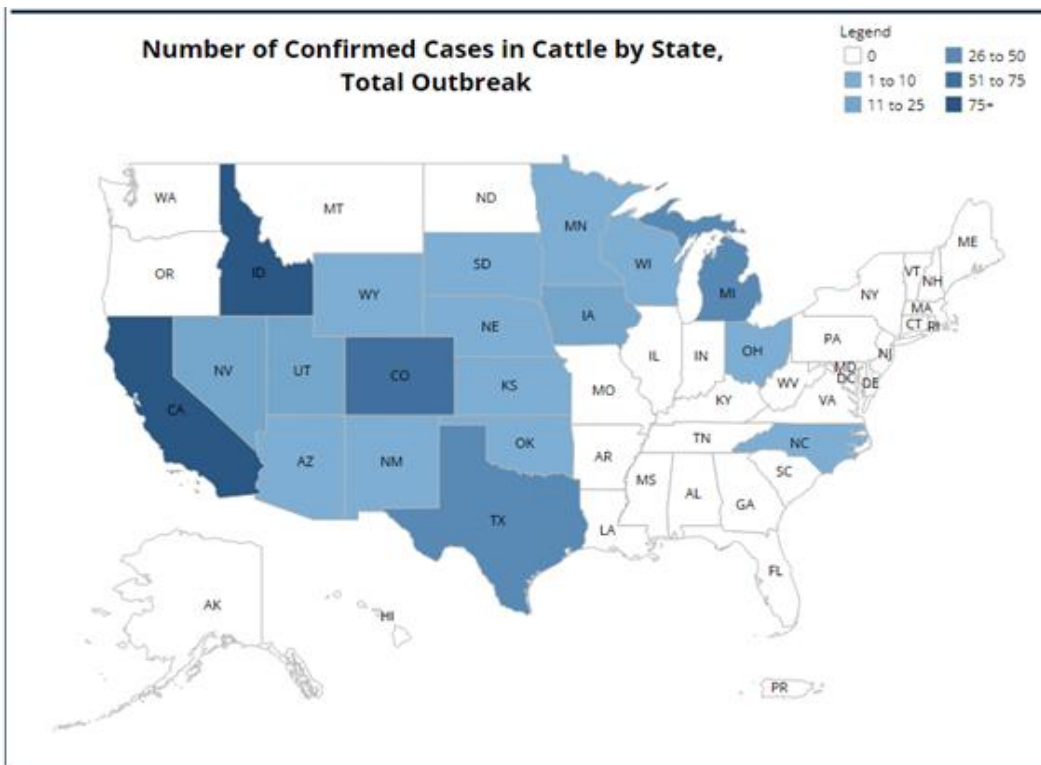 Number of Confirmed Cases in Cattle by State,
Total Outbreak
Legend
0
1 to 10
11 to 25
26 to 50
51 to 75
75+
WA
MT
ND
MN
ME
OR
ID
SD
WI
VT
NH
WY
MI
NY
MA
CT
RI
IA
NE
PA
NJ
NV
UT
CO
IL
IN
OH
MD
DE
DC
WV
KS
MO
KY
VA
CA
AZ
NM
OK
AR
TN
NC
SC
TX
MS
AL
GA
LA
FL
AK
HI
PR